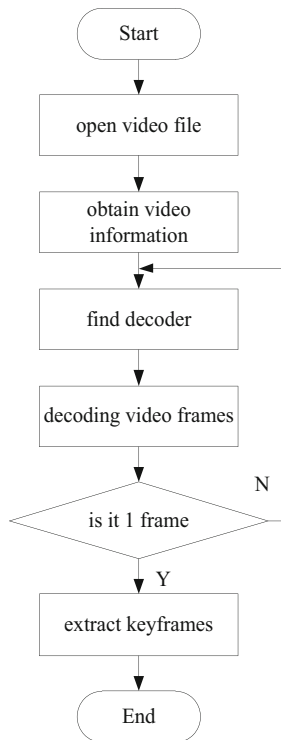 Start
open video file
obtain video
information
find decoder
decoding video frames
is it 1 frame
N
Y
extract keyframes
End